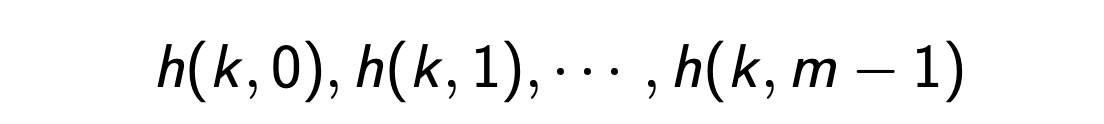 h(k, 0), h(k, 1), ⋯ , h(k, m − 1)